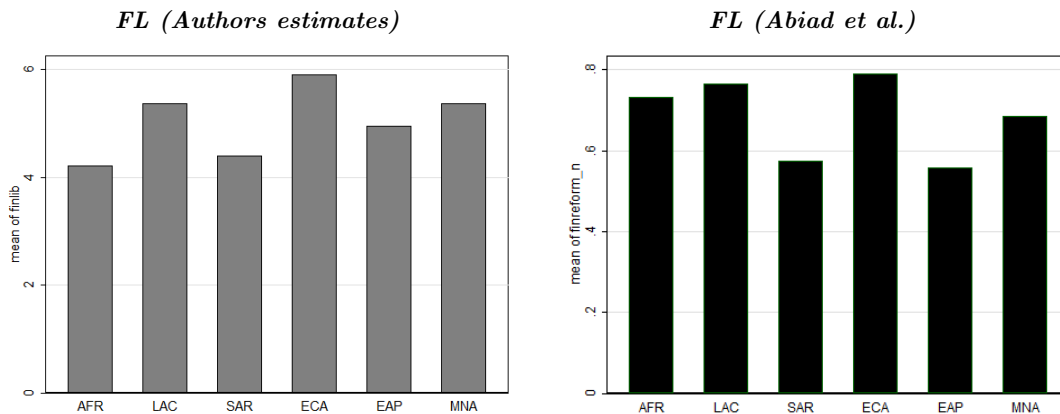 FL (Authors estimates)
6
4
2
0
mean of finlib
AFR LAC SAR ECA EAP MNA
FL (Abiad et al.)
.8
.6
.4
.2
0
mean of finreform_n
AFR LAC SAR ECA EAP MNA